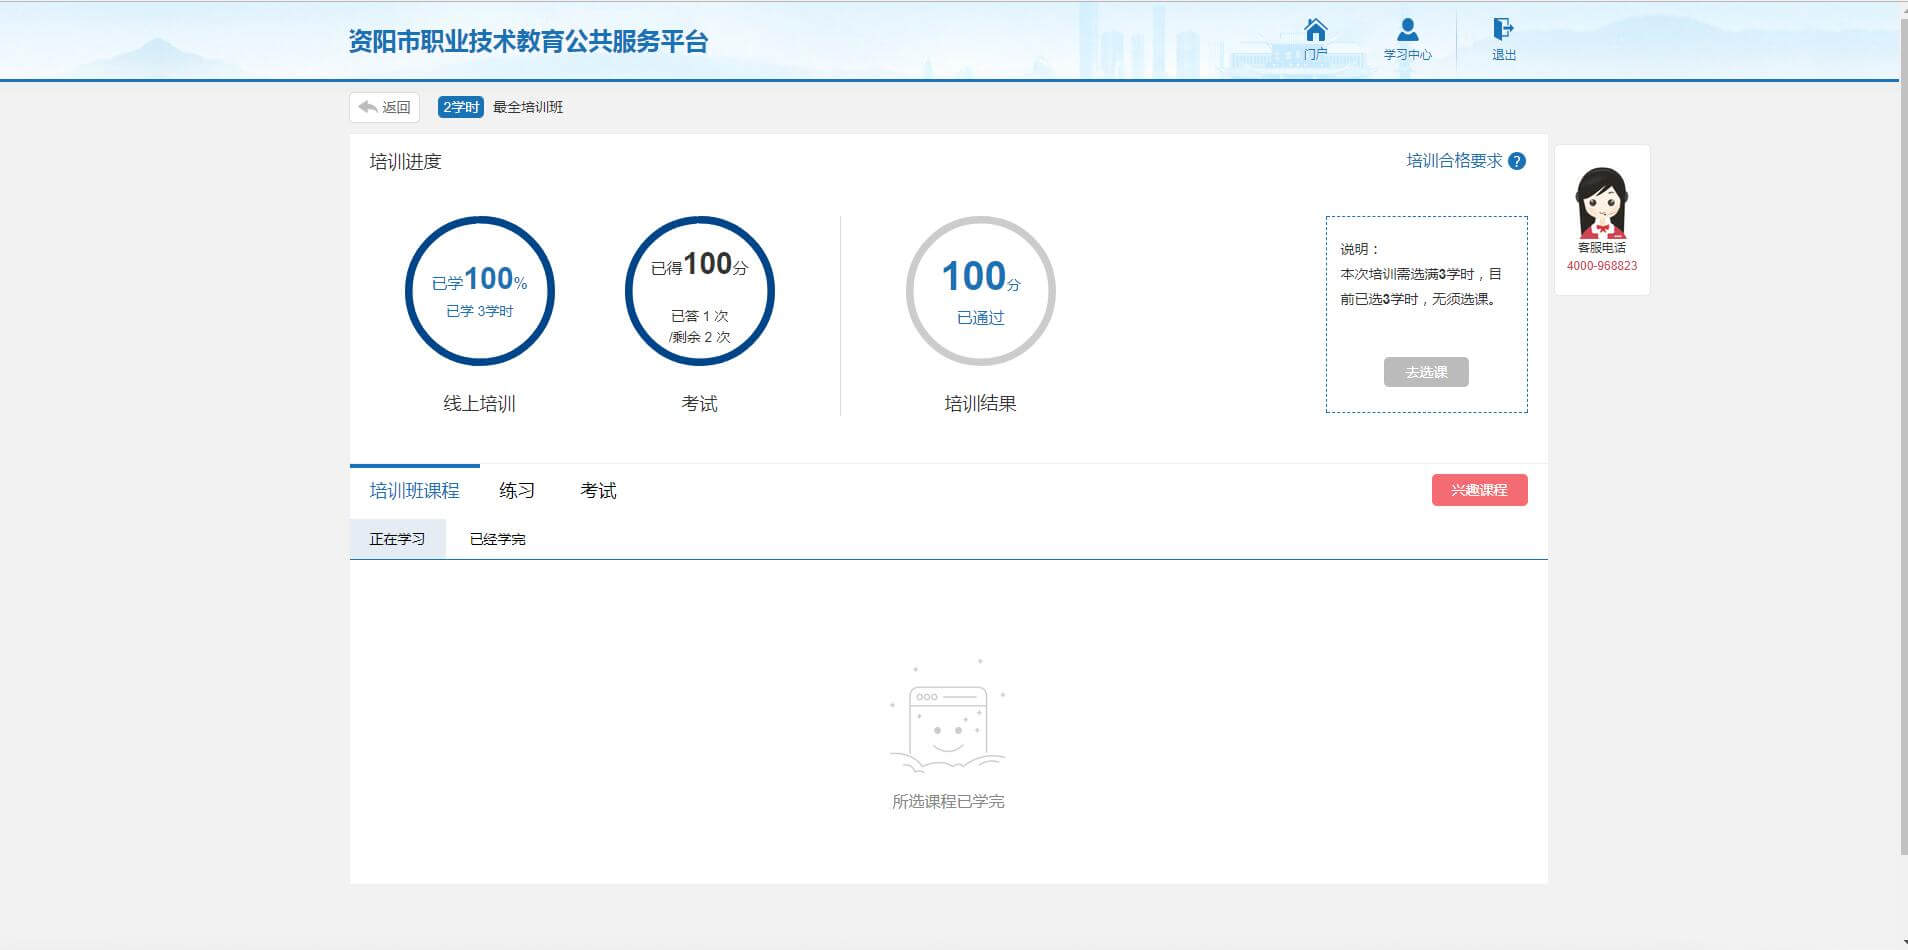 资阳市职业技术教育公共服务平台
门户
学习中心
退出
返回
2学时
最全培训班
培训进度
培训合格要求 ?
已学100%
已学 3学时
线上培训
已得100分
已答 1 次
/剩余 2 次
考试
100分
已通过
培训结果
说明：
本次培训需选满3学时，目
前已选3学时，无须选课。
去选课
客服电话
4000-968823
培训班课程
练习
考试
兴趣课程
正在学习
已经学完
所选课程已学完